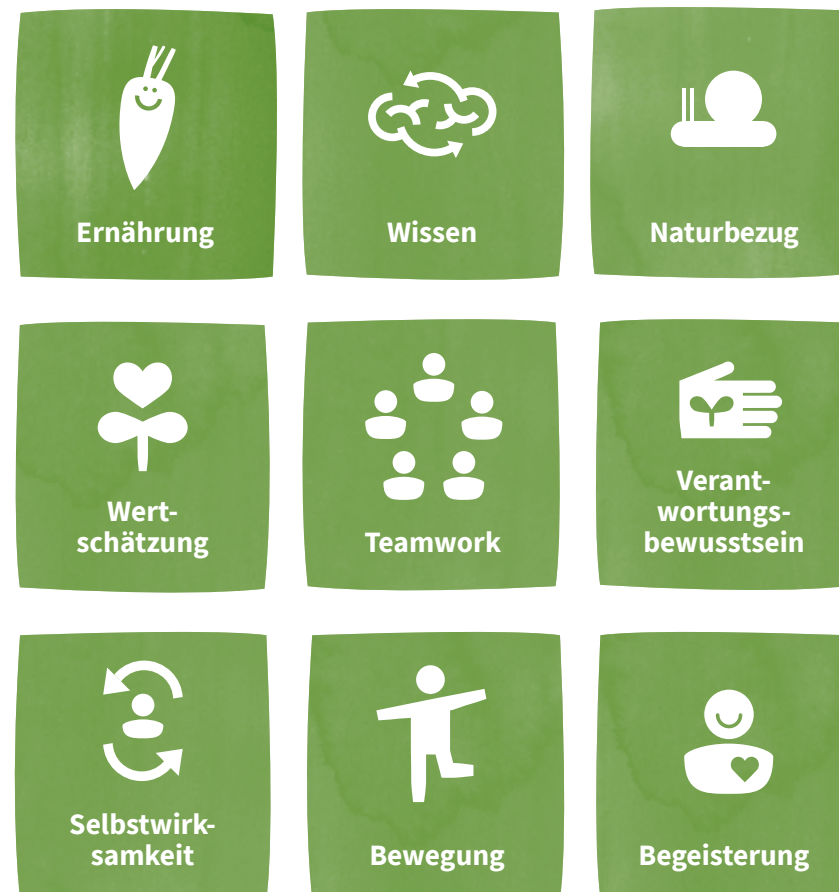 Ernährung
Wissen
Naturbezug
Wert-
schätzung
Teamwork
Verant-
wortungs-
bewusstsein
Selbstwirk-
samkeit
Bewegung
Begeisterung